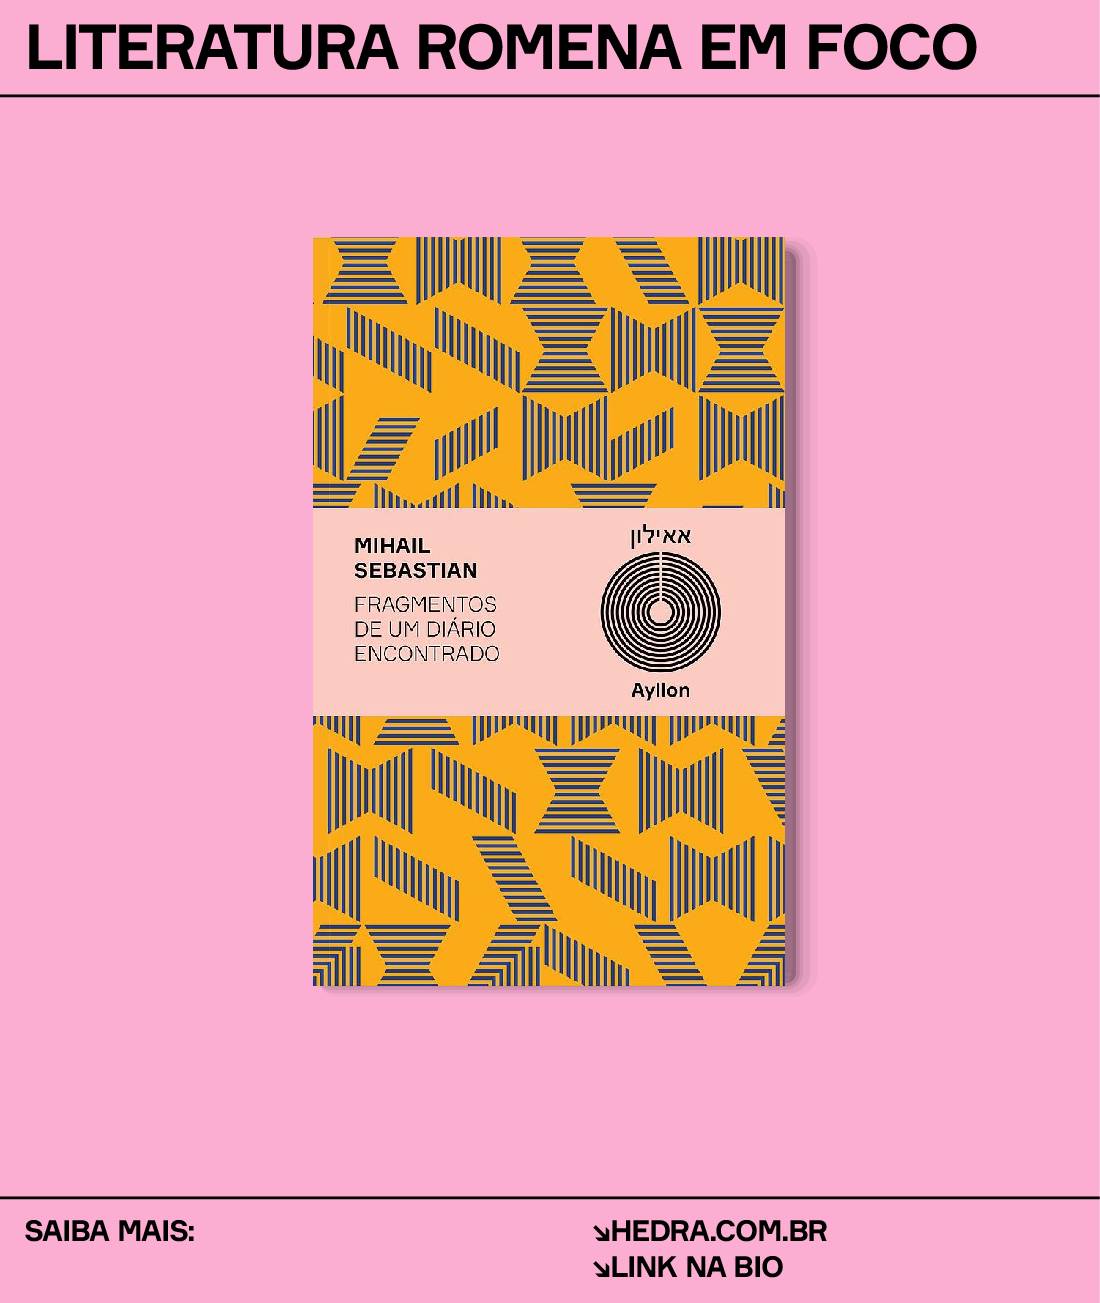 LITERATURA ROMENA EM FOCO
MIHAIL
SEBASTIAN
FRAGMENTOS
DE UM DIÁRIO
ENCONTRADO
אאילון
Ayllon
SAIBA MAIS:
↘HEDRA.COM.BR
↘LINK NA BIO